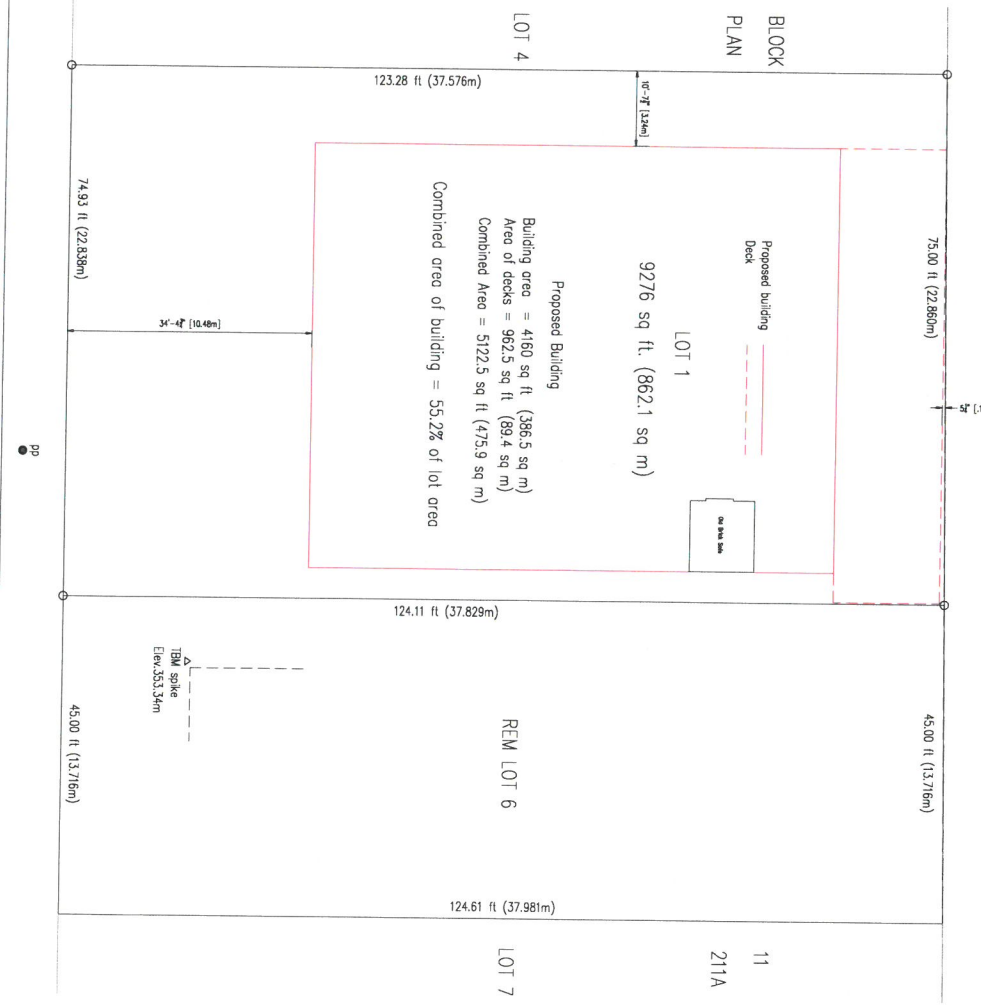 BLOCK
PLAN
LOT 4
123.28 ft (37.576m)
74.93 ft (22.838m)
75.00 ft (22.860m)
[3.24m]
[10.48m]
Proposed building
Deck
LOT 1
9276 sq ft. (862.1 sq m)
Proposed Building
Building area = 4160 sq ft (386.5 sq m)
Area of decks = 962.5 sq ft (89.4 sq m)
Combined Area = 5122.5 sq ft (475.9 sq m)
Combined area of building = 55.2% of lot area
Old Brick Safe
pp
124.11 ft (37.829m)
TBM spike
Elev.353.34m
45.00 ft (13.716m)
REM LOT 6
45.00 ft (13.716m)
124.61 ft (37.981m)
11
211A
LOT 7